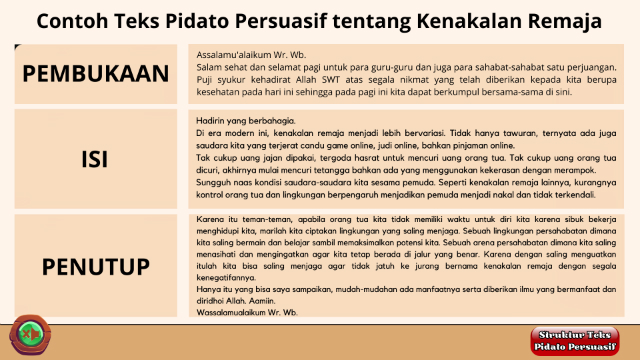 Contoh Teks Pidato Persuasif tentang Kenakalan Remaja
PEMBUKAAN
Assalamu'alaikum Wr. Wb.
Salam sehat dan selamat pagi untuk para guru-guru dan juga para sahabat-sahabat satu perjuangan.
Puji syukur kehadirat Allah SWT atas segala nikmat yang telah diberikan kepada kita berupa
kesehatan pada hari ini sehingga pada pagi ini kita dapat berkumpul bersama-sama di sini.
ISI
Hadirin yang berbahagia.
Di era modern ini, kenakalan remaja menjadi lebih bervariasi. Tidak hanya tawuran, ternyata ada juga
saudara kita yang terjerat candu game online, judi online, bahkan pinjaman online.
Tak cukup uang jajan dipakai, tergoda hasrat untuk mencuri uang orang tua. Tak cukup uang orang tua
dicuri, akhirnya mulai mencuri tetangga bahkan ada yang menggunakan kekerasan dengan merampok.
Sungguh naas kondisi saudara-saudara kita sesama pemuda. Seperti kenakalan remaja lainnya, kurangnya
kontrol orang tua dan lingkungan berpengaruh menjadikan pemuda menjadi nakal dan tidak terkendali.
PENUTUP
Karena itu teman-teman, apabila orang tua kita tidak memiliki waktu untuk diri kita karena sibuk bekerja
menghidupi kita, marilah kita ciptakan lingkungan yang saling menjaga. Sebuah lingkungan persahabatan dimana
kita saling bermain dan belajar sambil memaksimalkan potensi kita. Sebuah arena persahabatan dimana kita saling
menasihati dan mengingatkan agar kita tetap berada di jalur yang benar. Karena dengan saling menguatkan
itulah kita bisa saling menjaga agar tidak jatuh ke jurang bernama kenakalan remaja dengan segala
kenegatifannya.
Hanya itu yang bisa saya sampaikan, mudah-mudahan ada manfaatnya serta diberikan ilmu yang bermanfaat dan
diridhoi Allah. Aamiin.
Wassalamualaikum Wr. Wb.
Struktur Teks
Pidato Persuasif